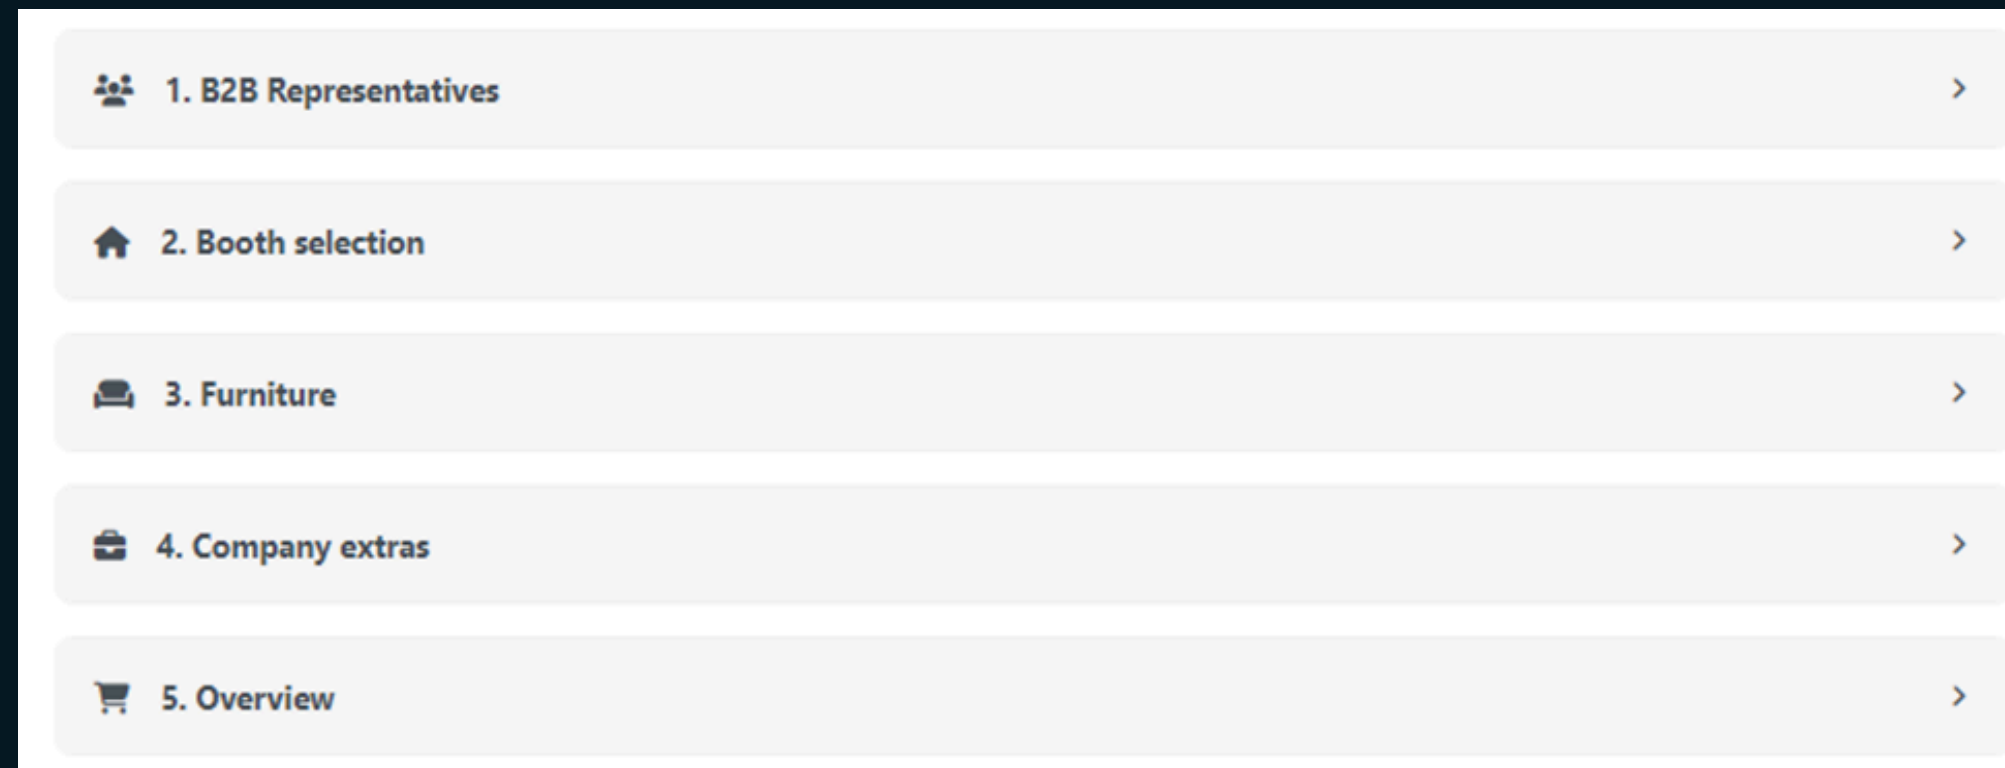 1. B2B Representatives
2. Booth selection
3. Furniture
4. Company extras
5. Overview